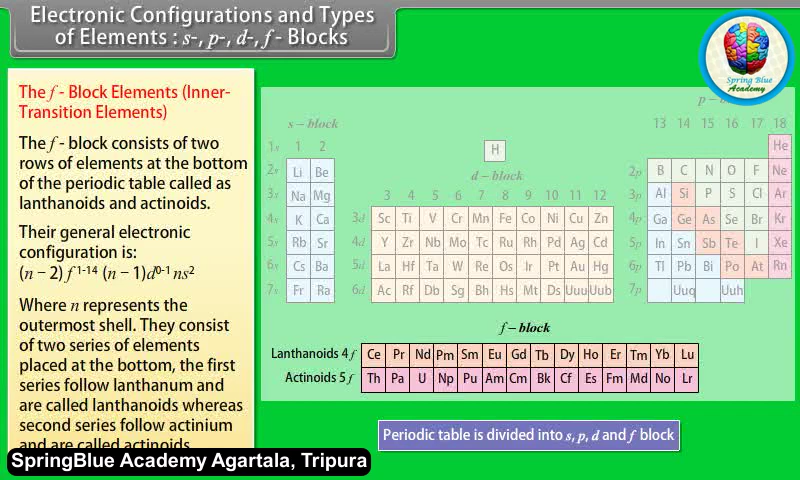 Electronic Configurations and Types
of Elements : s-, p-, d-, f - Blocks
Spring Blue
Academy
The f - Block Elements (Inner-
Transition Elements)
The f - block consists of two
rows of elements at the bottom
of the periodic table called as
lanthanoids and actinoids.
Their general electronic
configuration is:
(n − 2) f ¹⁻¹⁴ (n − 1)d⁰⁻¹ ns²
Where n represents the
outermost shell. They consist
of two series of elements
placed at the bottom, the first
series follow lanthanum and
are called lanthanoids whereas
second series follow actinium
and are called actinoids
p –
s – block
13 14 15 16 17 18
1 2
1s H He
d – block
2s Li Be 2p B C N O F Ne
3 4 5 6 7 8 9 10 11 12
3s Na Mg 3p Al Si P S Cl Ar
4s K Ca 3d Sc Ti V Cr Mn Fe Co Ni Cu Zn 4p Ga Ge As Se Br Kr
5s Rb Sr 4d Y Zr Nb Mo Tc Ru Rh Pd Ag Cd 5p In Sn Sb Te I Xe
6s Cs Ba 5d La Hf Ta W Re Os Ir Pt Au Hg 6p Tl Pb Bi Po At Rn
7s Fr Ra 6d Ac Rf Db Sg Bh Hs Mt Ds Uuu Uub 7p Uuq Uuh
f – block
Lanthanoids 4f Ce Pr Nd Pm Sm Eu Gd Tb Dy Ho Er Tm Yb Lu
Actinoids 5f Th Pa U Np Pu Am Cm Bk Cf Es Fm Md No Lr
Periodic table is divided into s, p, d and f block
SpringBlue Academy Agartala, Tripura